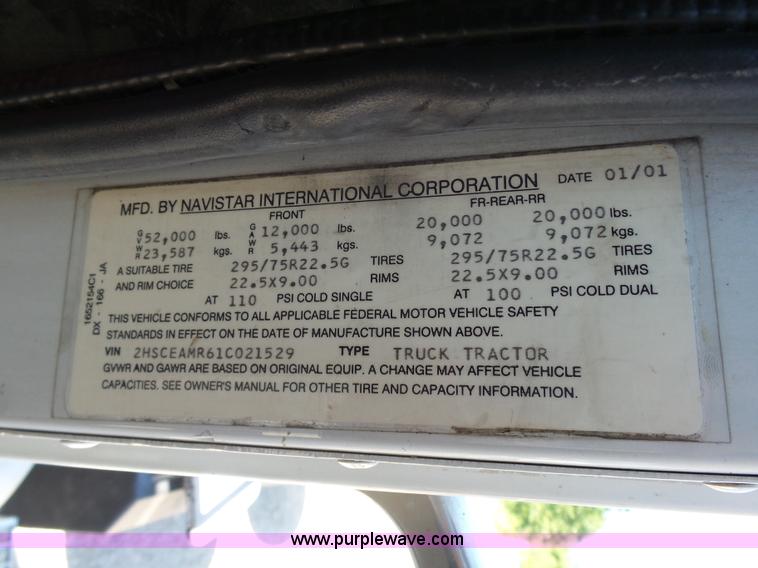 MFD. BY NAVISTAR INTERNATIONAL CORPORATION DATE 01/01
FRONT FR-REAR-RR
GVWR 52,000 lbs. GAWR 12,000 lbs. 20,000 20,000 lbs.
23,587 kgs. 5,443 kgs. 9,072 9,072 kgs.
A SUITABLE TIRE 295/75R22.5G TIRES 295/75R22.5G TIRES
AND RIM CHOICE 22.5X9.00 RIMS 22.5X9.00 RIMS
AT 110 PSI COLD SINGLE AT 100 PSI COLD DUAL
THIS VEHICLE CONFORMS TO ALL APPLICABLE FEDERAL MOTOR VEHICLE SAFETY
STANDARDS IN EFFECT ON THE DATE OF MANUFACTURE SHOWN ABOVE.
VIN 2HSCEAMR61C021529 TYPE TRUCK TRACTOR
GVWR AND GAWR ARE BASED ON ORIGINAL EQUIP. A CHANGE MAY AFFECT VEHICLE
CAPACITIES. SEE OWNER'S MANUAL FOR OTHER TIRE AND CAPACITY INFORMATION.
1652154C1
DX - 166 - JA
www.purplewave.com